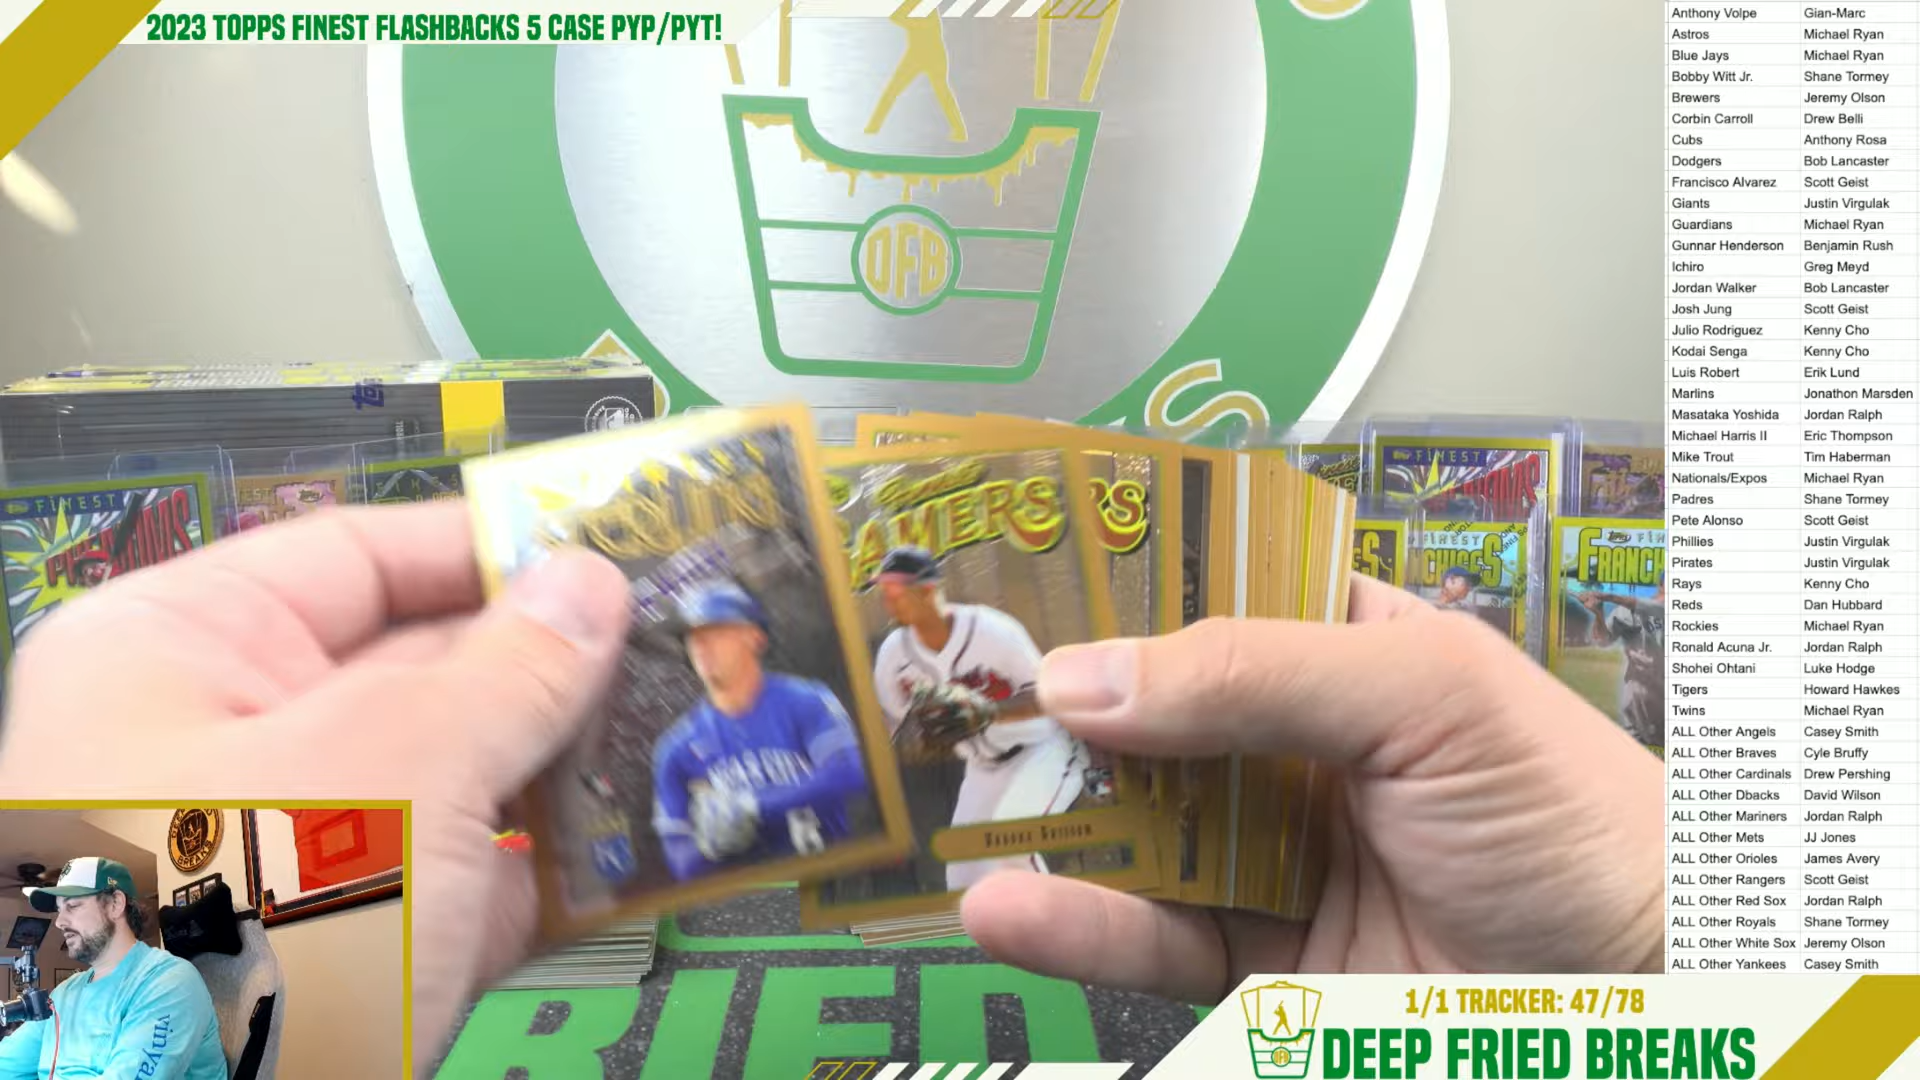 2023 TOPPS FINEST FLASHBACKS 5 CASE PYP/PYT!
Anthony Volpe Gian-Marc
Astros Michael Ryan
Blue Jays Michael Ryan
Bobby Witt Jr. Shane Tormey
Brewers Jeremy Olson
Corbin Carroll Drew Belli
Cubs Anthony Rosa
Dodgers Bob Lancaster
Francisco Alvarez Scott Geist
Giants Justin Virgulak
Guardians Michael Ryan
Gunnar Henderson Benjamin Rush
Ichiro Greg Meyd
Jordan Walker Bob Lancaster
Josh Jung Scott Geist
Julio Rodriguez Kenny Cho
Kodai Senga Kenny Cho
Luis Robert Erik Lund
Marlins Jonathon Marsden
Masataka Yoshida Jordan Ralph
Michael Harris II Eric Thompson
Mike Trout Tim Haberman
Nationals/Expos Michael Ryan
Padres Shane Tormey
Pete Alonso Scott Geist
Phillies Justin Virgulak
Pirates Justin Virgulak
Rays Kenny Cho
Reds Dan Hubbard
Rockies Michael Ryan
Ronald Acuna Jr. Jordan Ralph
Shohei Ohtani Luke Hodge
Tigers Howard Hawkes
Twins Michael Ryan
ALL Other Angels Casey Smith
ALL Other Braves Cyle Bruffy
ALL Other Cardinals Drew Pershing
ALL Other Dbacks David Wilson
ALL Other Mariners Jordan Ralph
ALL Other Mets JJ Jones
ALL Other Orioles James Avery
ALL Other Rangers Scott Geist
ALL Other Red Sox Jordan Ralph
ALL Other Royals Shane Tormey
ALL Other White Sox Jeremy Olson
ALL Other Yankees Casey Smith
DFB
S
FINEST
FINEST
FINEST
GAMERS
RS
FRANCH
RIED
BREAKS
vinya
1/1 TRACKER: 47/78
DEEP FRIED BREAKS